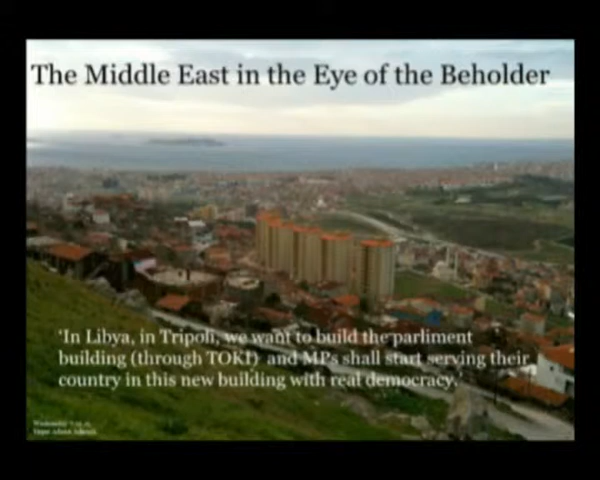 The Middle East in the Eye of the Beholder
'In Libya, in Tripoli, we want to build the parliment
building (through TOKI) and MPs shall start serving their
country in this new building with real democracy.'